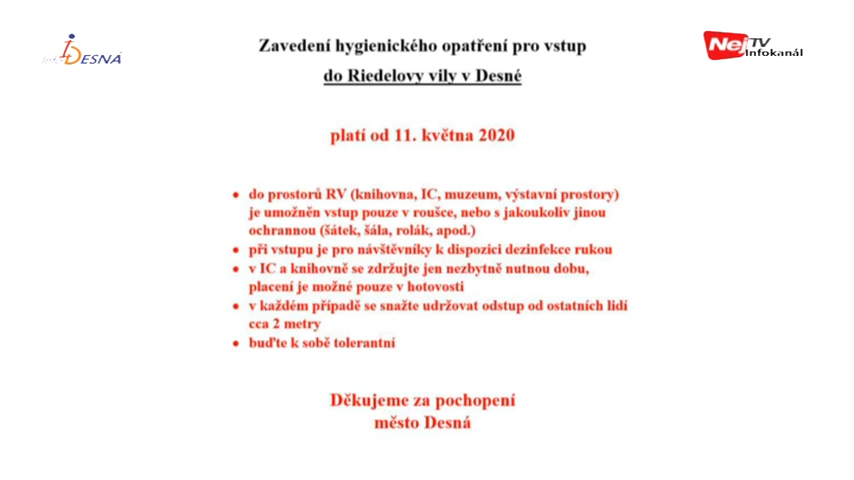 Info DESNÁ
Nej TV
Infokanál
Zavedení hygienického opatření pro vstup
do Riedelovy vily v Desné
platí od 11. května 2020
• do prostorů RV (knihovna, IC, muzeum, výstavní prostory)
je umožněn vstup pouze v roušce, nebo s jakoukoliv jinou
ochrannou (šátek, šála, rolák, apod.)
• při vstupu je pro návštěvníky k dispozici dezinfekce rukou
• v IC a knihovně se zdržujte jen nezbytně nutnou dobu,
placení je možné pouze v hotovosti
• v každém případě se snažte udržovat odstup od ostatních lidí
cca 2 metry
• buďte k sobě tolerantní
Děkujeme za pochopení
město Desná